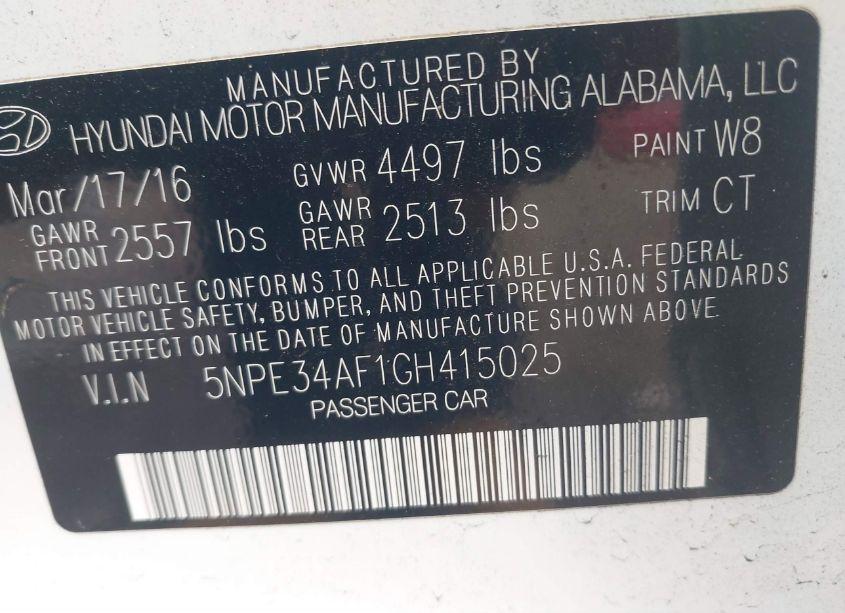 MANUFACTURED BY
HYUNDAI MOTOR MANUFACTURING ALABAMA, LLC
Mar/17/16 GVWR 4497 lbs PAINT W8
GAWR FRONT 2557 lbs GAWR REAR 2513 lbs TRIM CT
THIS VEHICLE CONFORMS TO ALL APPLICABLE U.S.A. FEDERAL
MOTOR VEHICLE SAFETY, BUMPER, AND THEFT PREVENTION STANDARDS
IN EFFECT ON THE DATE OF MANUFACTURE SHOWN ABOVE.
V.I.N 5NPE34AF1GH415025
PASSENGER CAR